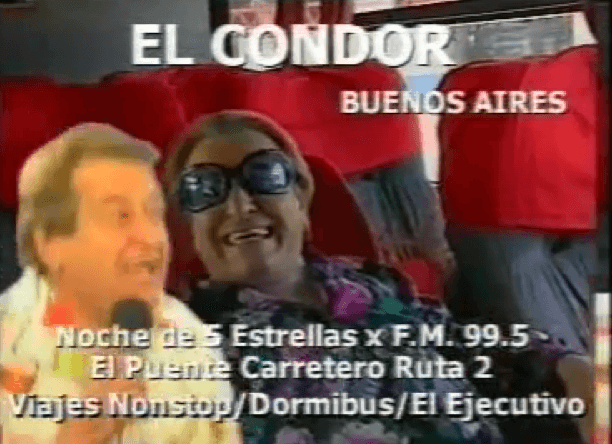 EL CONDOR
BUENOS AIRES
Noche de 5 Estrellas x F.M. 99.5 -
El Puente Carretero Ruta 2
Viajes Nonstop/Dormibus/El Ejecutivo